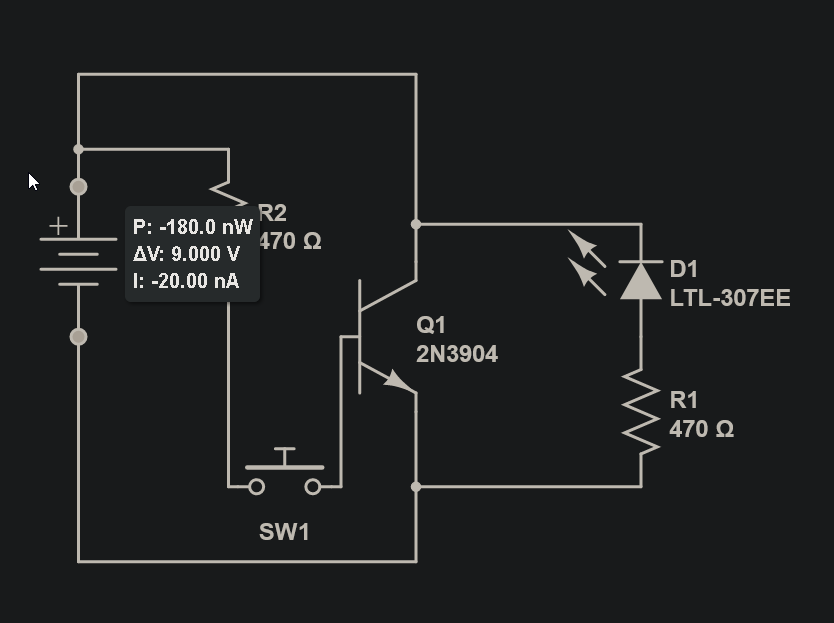 P: -180.0 nW
ΔV: 9.000 V
I: -20.00 nA
R2
470 Ω
D1
LTL-307EE
Q1
2N3904
R1
470 Ω
SW1